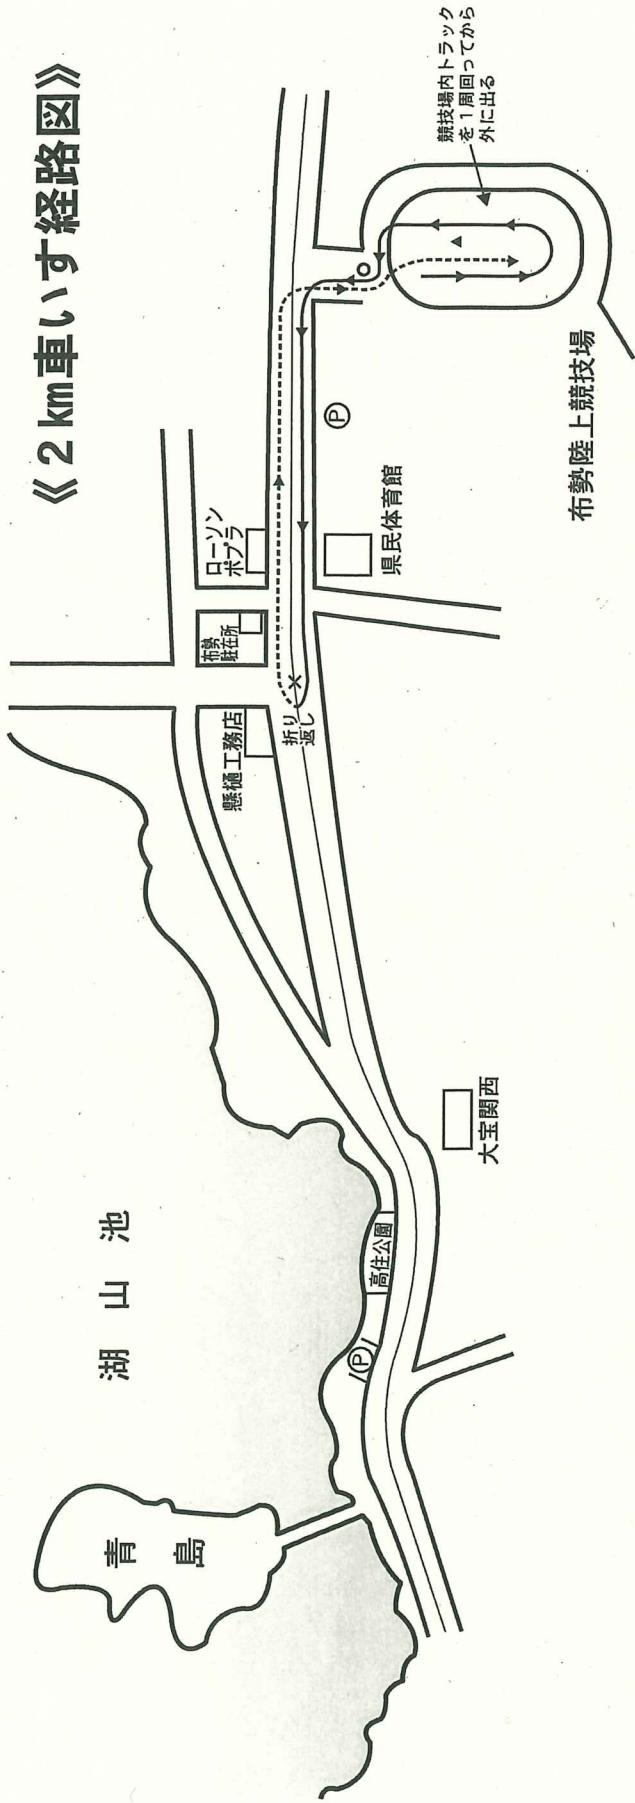 《２km車いす経路図》
競技場内トラック
を１周回ってから
外に出る
布勢陸上競技場
Ｐ
県民体育館
ローソン
ポプラ
布勢
駐在所
折り
返し
懸樋工務店
大宝関西
高住公園
Ｐ
湖山池
青島